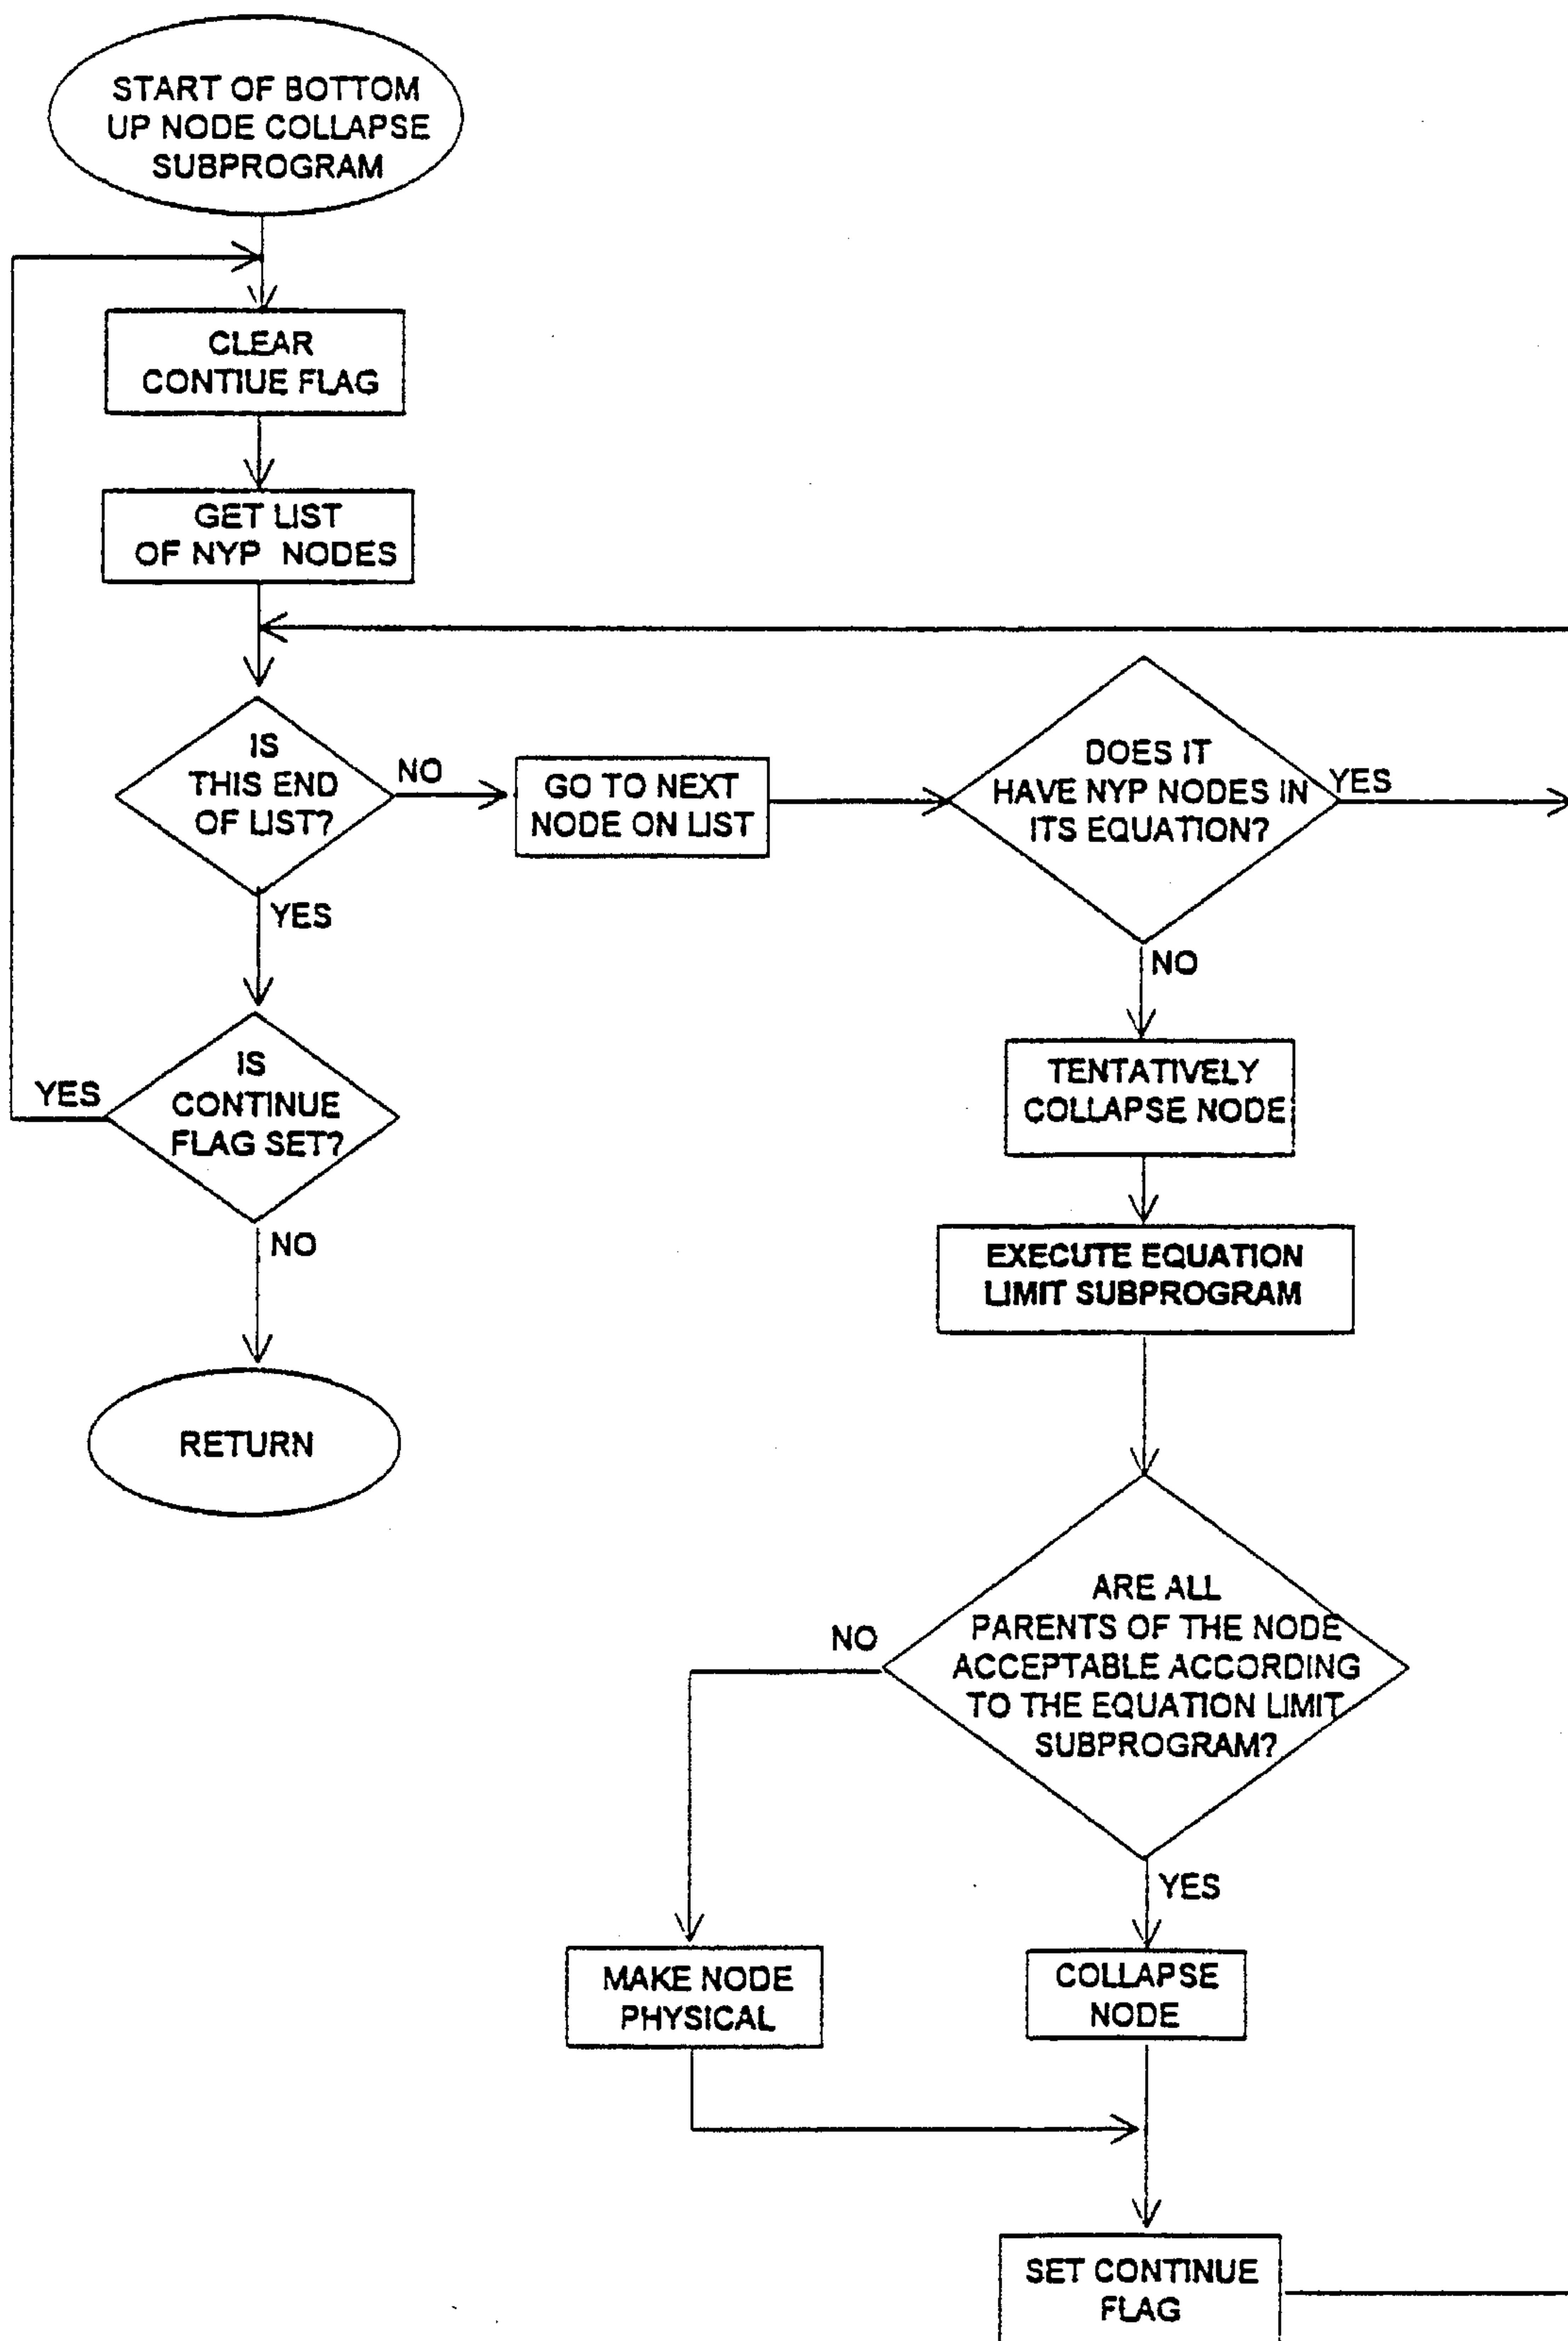 START OF BOTTOM
UP NODE COLLAPSE
SUBPROGRAM
CLEAR
CONTIUE FLAG
GET LIST
OF NYP NODES
IS
THIS END
OF LIST?
NO
GO TO NEXT
NODE ON LIST
DOES IT
HAVE NYP NODES IN
ITS EQUATION?
YES
YES
NO
IS
CONTINUE
FLAG SET?
YES
NO
TENTATIVELY
COLLAPSE NODE
EXECUTE EQUATION
LIMIT SUBPROGRAM
RETURN
ARE ALL
PARENTS OF THE NODE
ACCEPTABLE ACCORDING
TO THE EQUATION LIMIT
SUBPROGRAM?
NO
YES
MAKE NODE
PHYSICAL
COLLAPSE
NODE
SET CONTINUE
FLAG